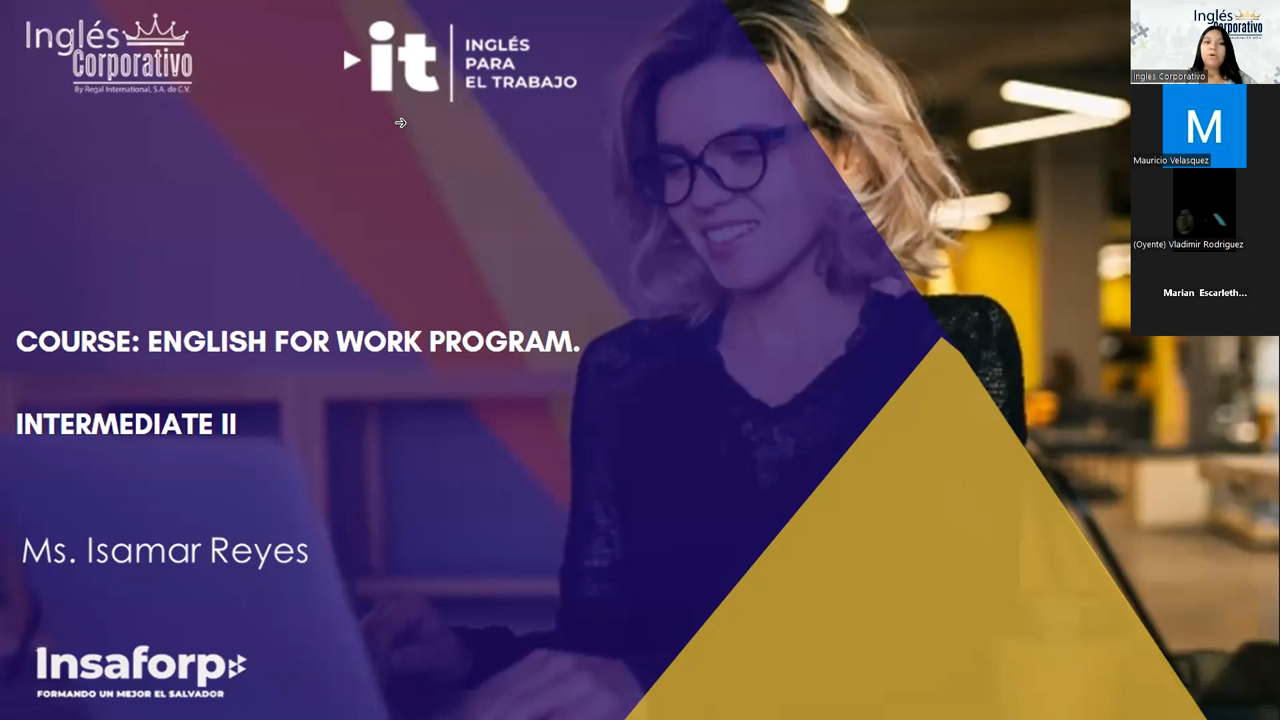 Inglés
Corporativo
By Regal International, S.A. de C.V.
it
INGLÉS
PARA
EL TRABAJO
COURSE: ENGLISH FOR WORK PROGRAM.
INTERMEDIATE II
Ms. Isamar Reyes
Insaforp
FORMANDO UN MEJOR EL SALVADOR
Inglés
Corporativo
Ingles Corporativo
M
Mauricio Velasquez
(Oyente) Vladimir Rodriguez
Marian Escarleth...